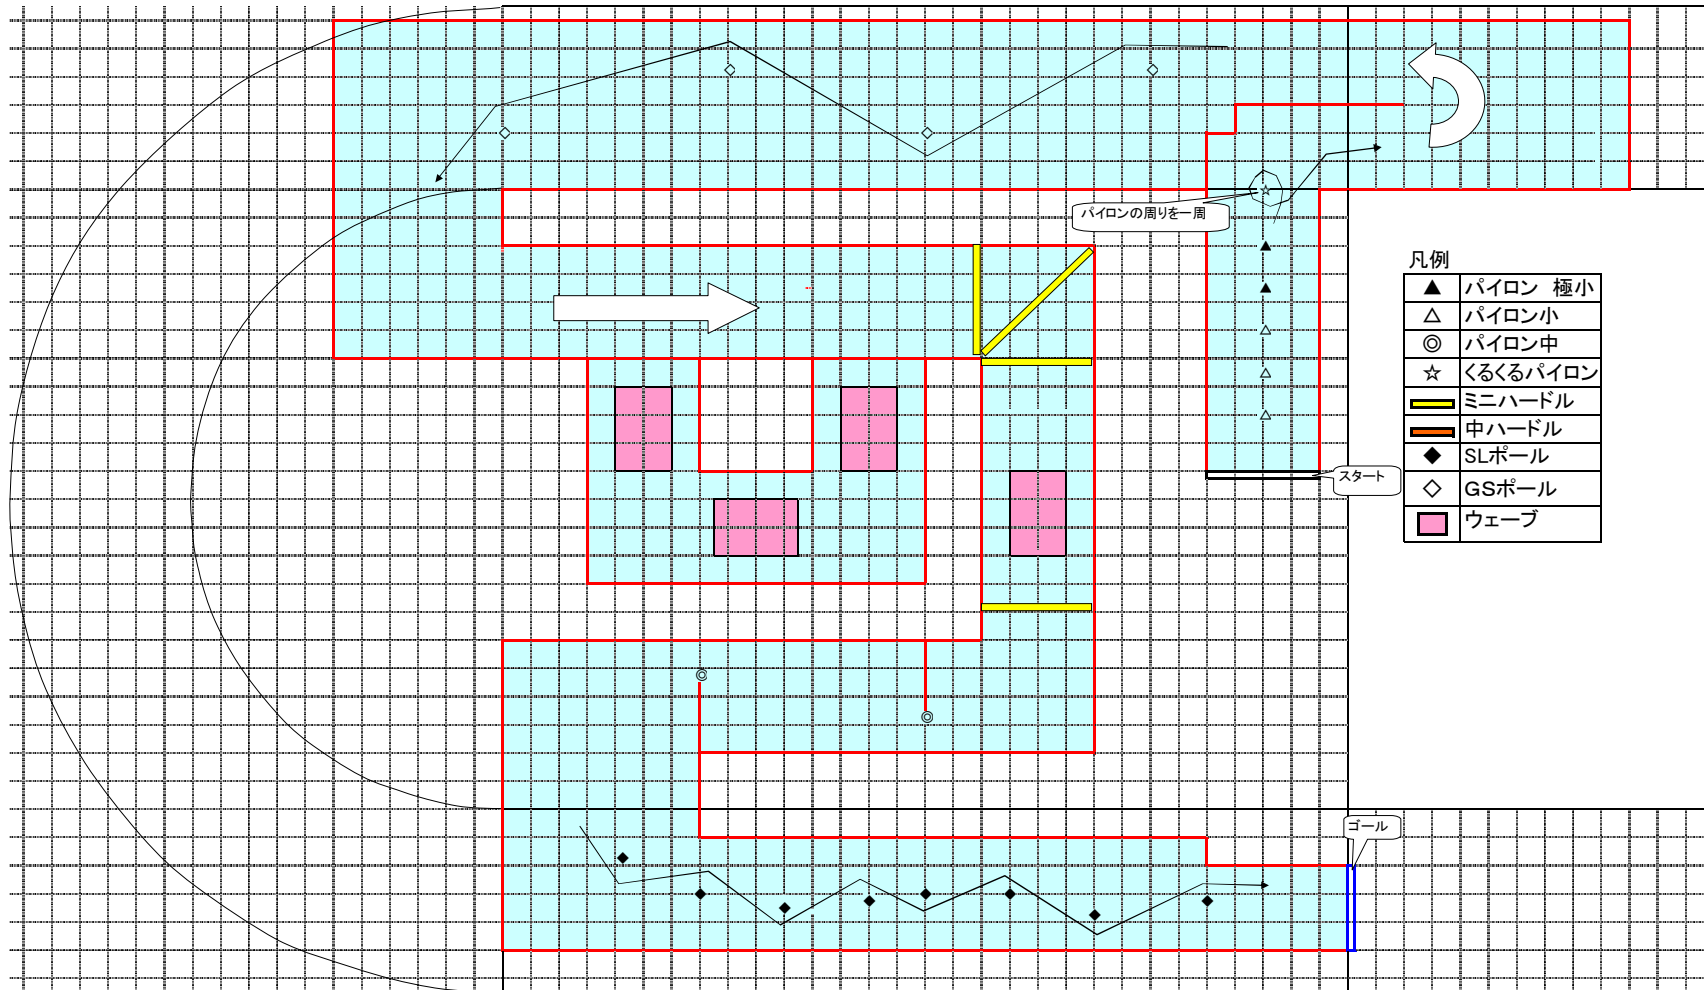 パイロンの周りを一周
凡例
パイロン　極小
パイロン小
パイロン中
くるくるパイロン
ミニハードル
中ハードル
SLポール
GSポール
ウェーブ
スタート
ゴール